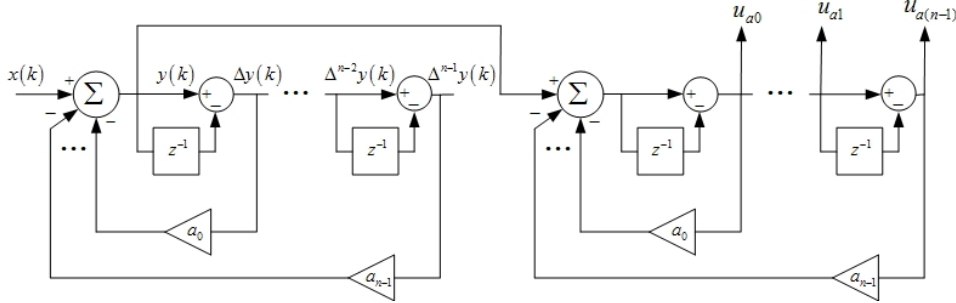 u_{a0} u_{a1} u_{a(n-1)}
x(k) + Σ y(k) + Δy(k) ··· Δ^{n-2}y(k) + Δ^{n-1}y(k) + Σ + ··· +
− − − − − − − −
··· z^{-1} z^{-1} ··· z^{-1} z^{-1}
a_0 a_0
a_{n-1} a_{n-1}